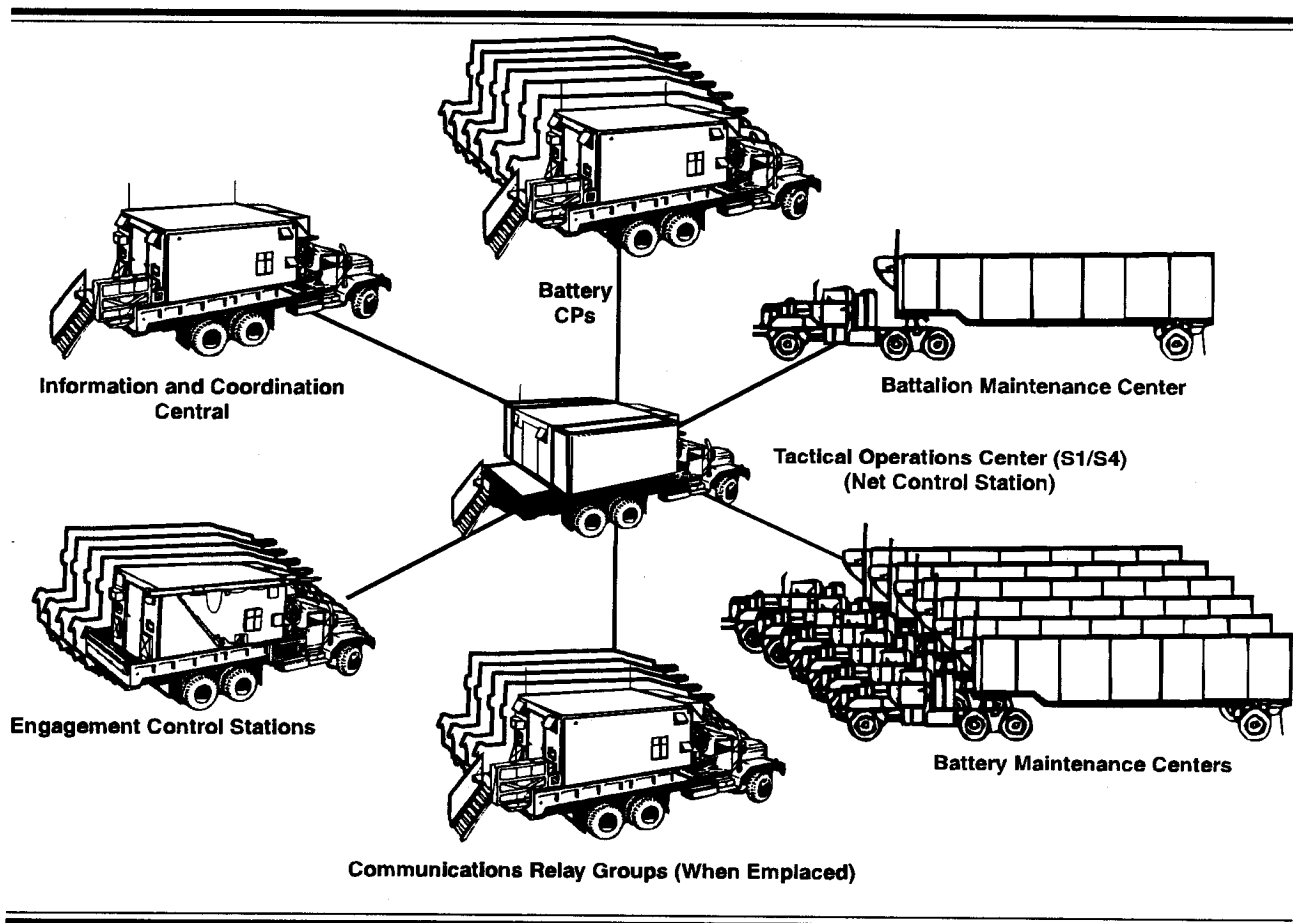 Battery
CPs
Information and Coordination
Central
Battalion Maintenance Center
Tactical Operations Center (S1/S4)
(Net Control Station)
Engagement Control Stations
Battery Maintenance Centers
Communications Relay Groups (When Emplaced)